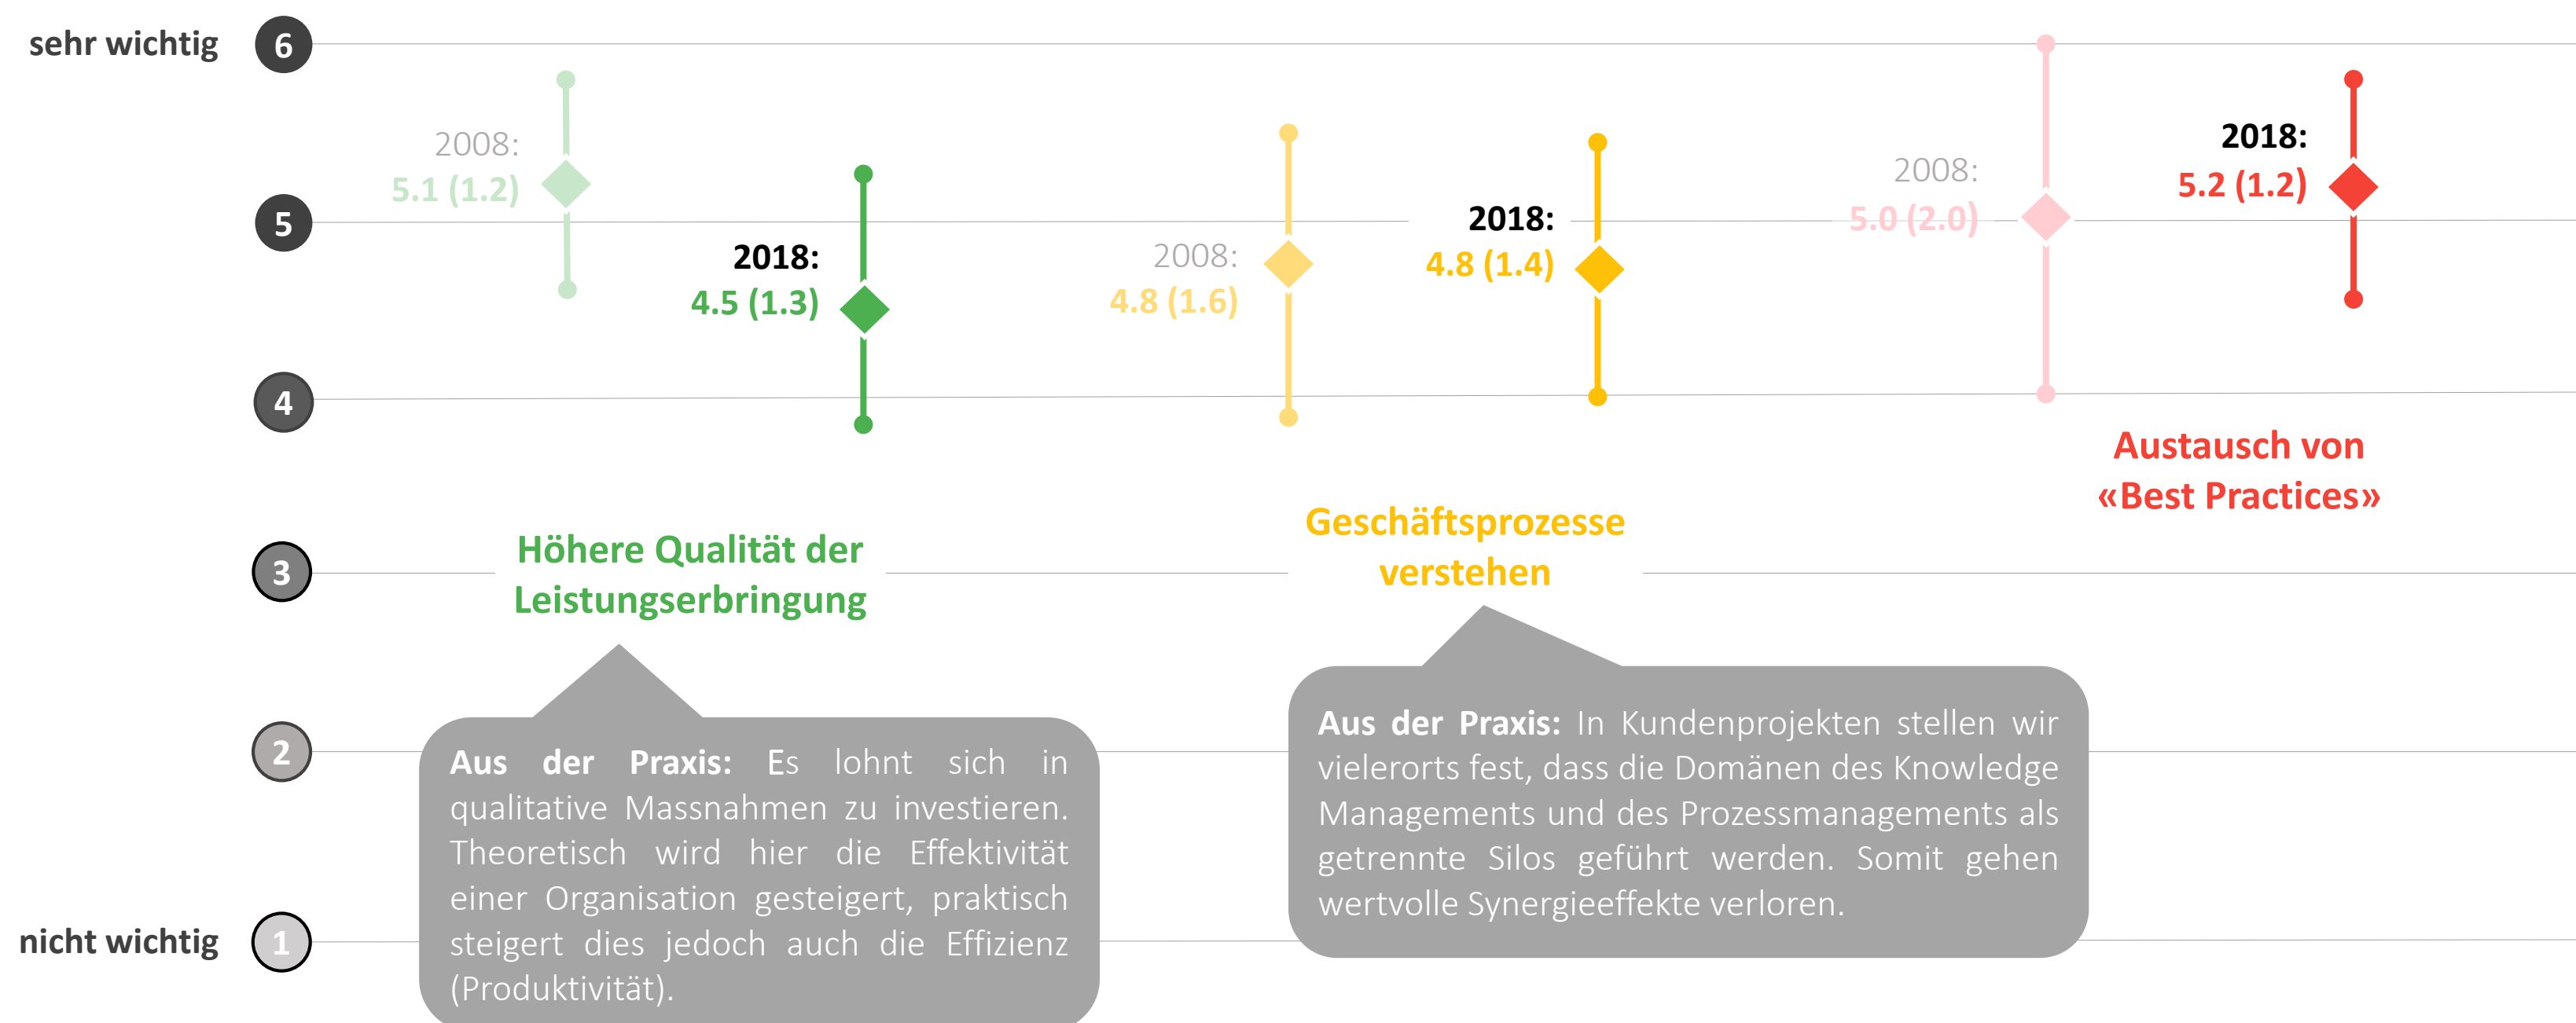 sehr wichtig
6
5
4
3
2
nicht wichtig
1
2008:
5.1 (1.2)
2018:
4.5 (1.3)
Höhere Qualität der
Leistungserbringung
Aus der Praxis: Es lohnt sich in
qualitative Massnahmen zu investieren.
Theoretisch wird hier die Effektivität
einer Organisation gesteigert, praktisch
steigert dies jedoch auch die Effizienz
(Produktivität).
2008:
4.8 (1.6)
2018:
4.8 (1.4)
Geschäftsprozesse
verstehen
Aus der Praxis: In Kundenprojekten stellen wir
vielerorts fest, dass die Domänen des Knowledge
Managements und des Prozessmanagements als
getrennte Silos geführt werden. Somit gehen
wertvolle Synergieeffekte verloren.
2008:
5.0 (2.0)
2018:
5.2 (1.2)
Austausch von
«Best Practices»